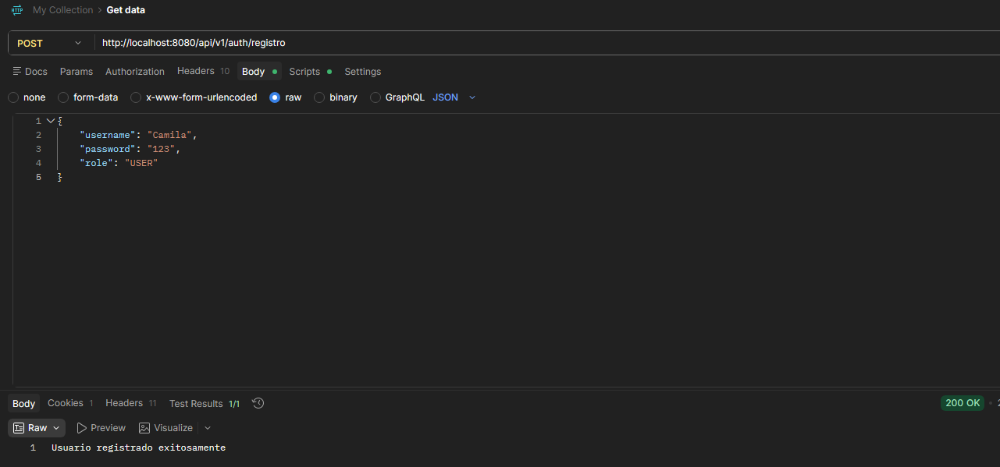 HTTP My Collection > Get data
POST http://localhost:8080/api/v1/auth/registro
Docs Params Authorization Headers 10 Body Scripts Settings
none form-data x-www-form-urlencoded raw binary GraphQL JSON
1 {
2 "username": "Camila",
3 "password": "123",
4 "role": "USER"
5 }
Body Cookies 1 Headers 11 Test Results 1/1 200 OK
Raw Preview Visualize
1 Usuario registrado exitosamente